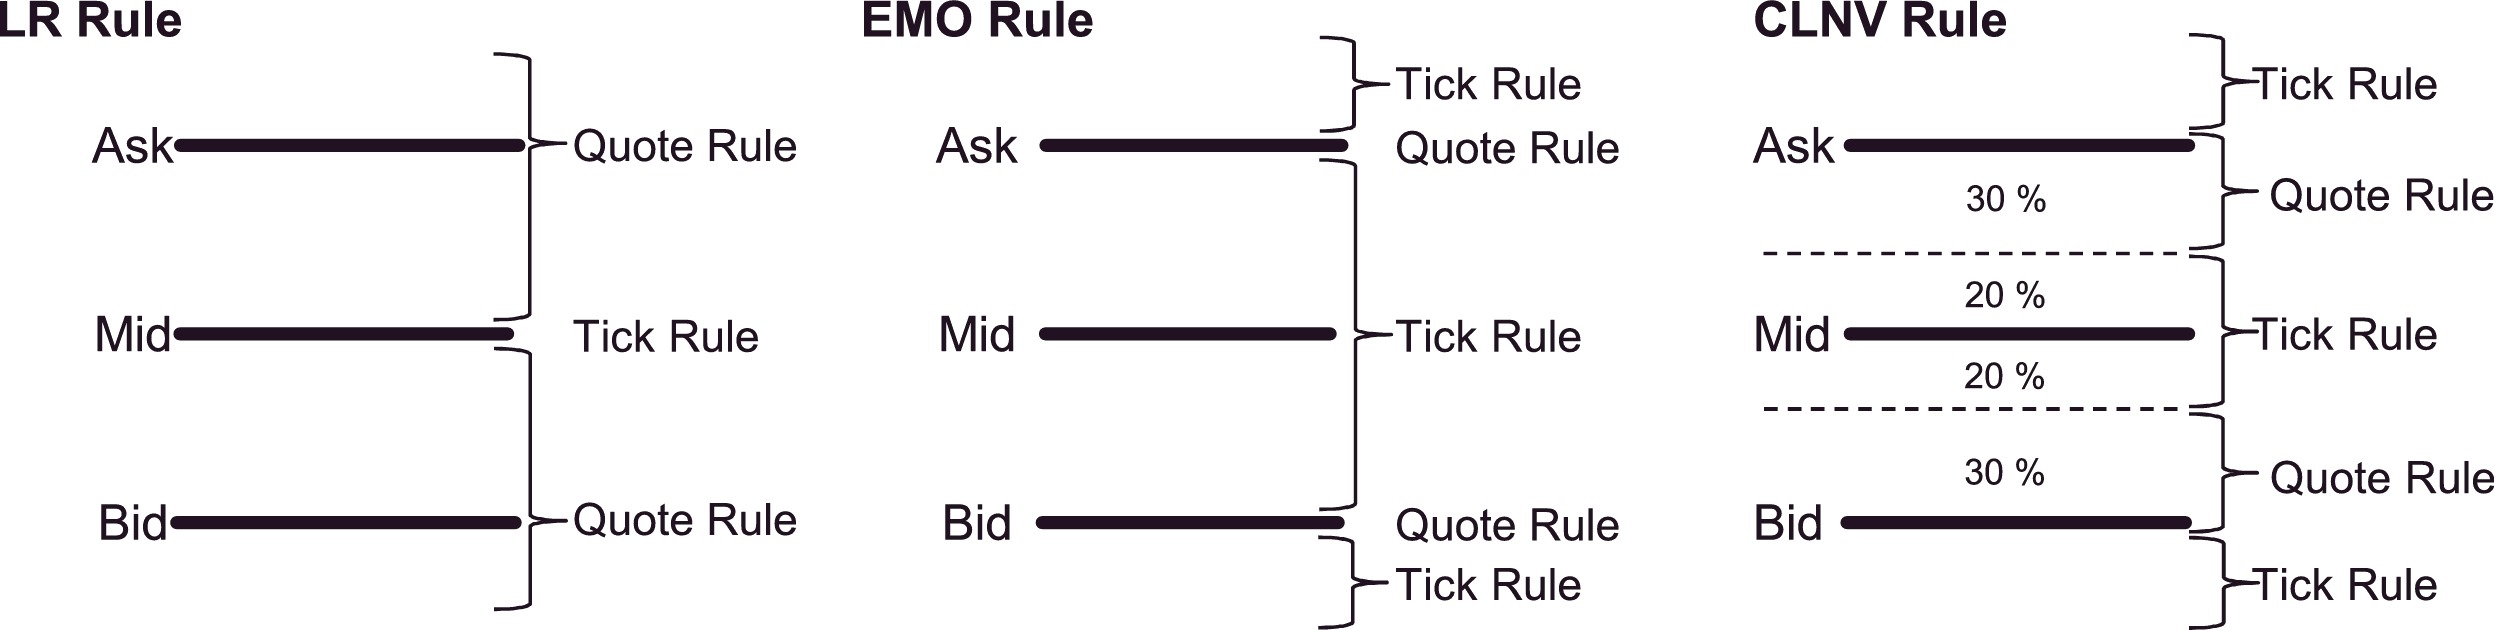 LR Rule
Ask
Quote Rule
Mid
Tick Rule
Bid
Quote Rule
EMO Rule
Tick Rule
Ask
Quote Rule
Mid
Tick Rule
Bid
Quote Rule
Tick Rule
CLNV Rule
Tick Rule
Ask
30 %
Quote Rule
20 %
Mid
Tick Rule
20 %
30 %
Quote Rule
Bid
Tick Rule